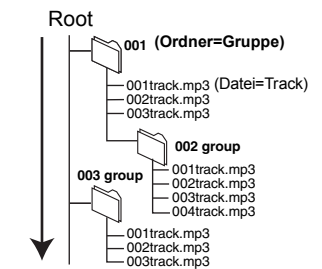 Root
001 (Ordner=Gruppe)
001track.mp3 (Datei=Track)
002track.mp3
003track.mp3
002 group
001track.mp3
002track.mp3
003track.mp3
004track.mp3
003 group
001track.mp3
002track.mp3
003track.mp3